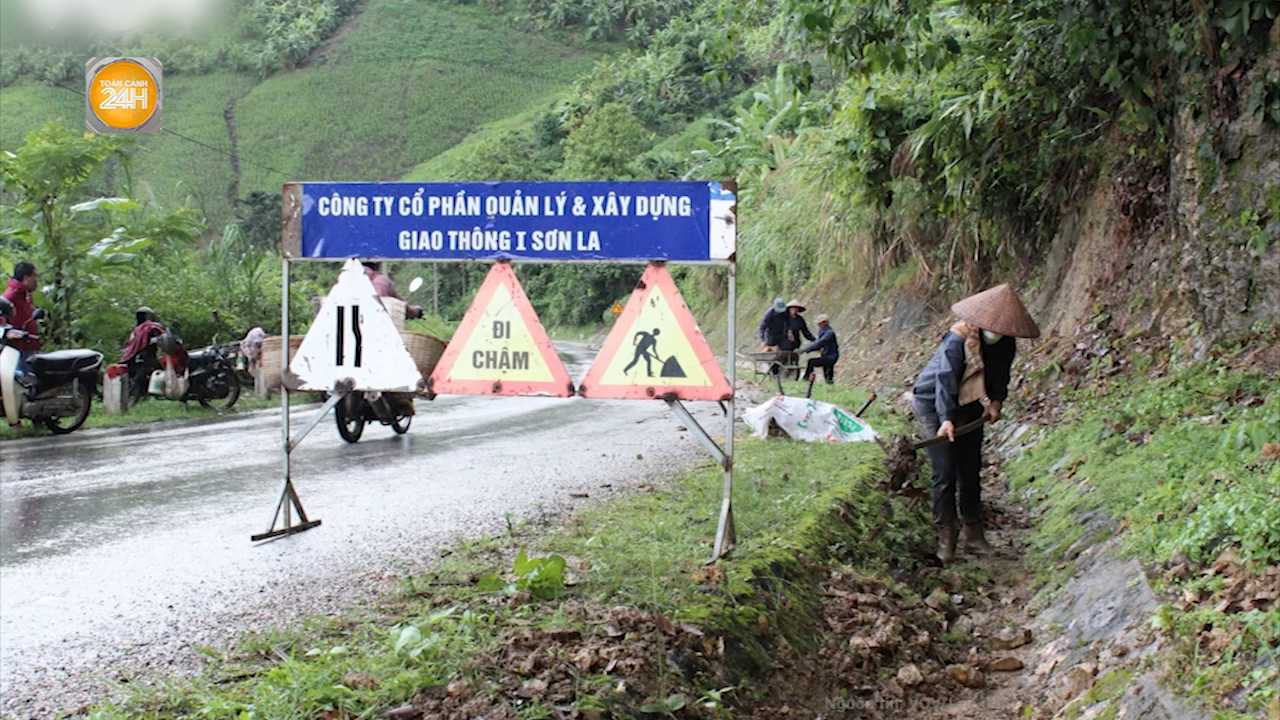 TOÀN CẢNH
24H
CÔNG TY CỔ PHẦN QUẢN LÝ & XÂY DỰNG
GIAO THÔNG I SƠN LA
ĐI
CHẬM